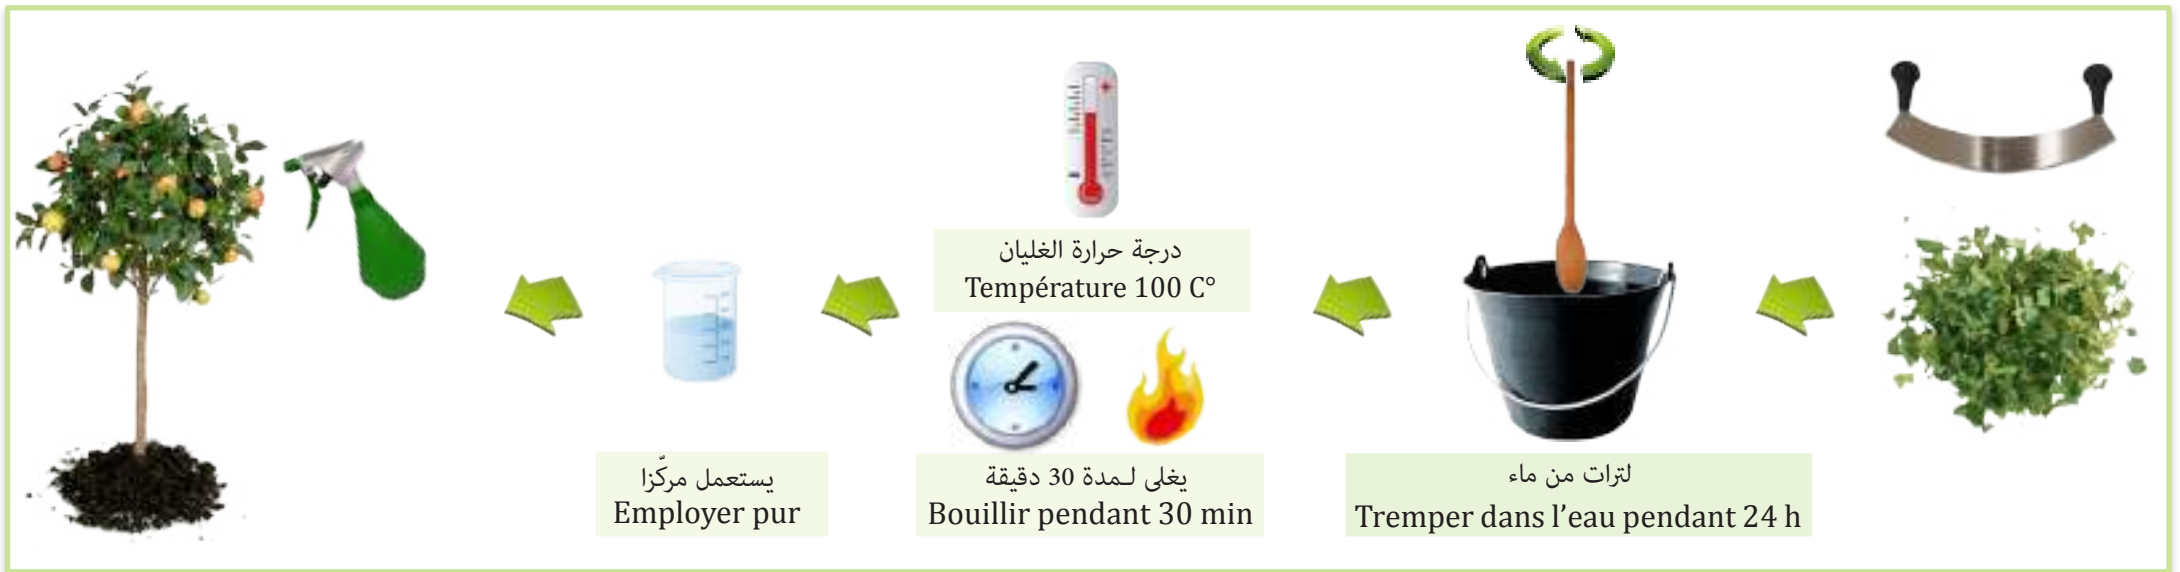 درجة حرارة الغليان
Température 100 C°
لترات من ماء
Tremper dans l'eau pendant 24 h
يغلى لـمدة 30 دقيقة
Bouillir pendant 30 min
يستعمل مركّزا
Employer pur